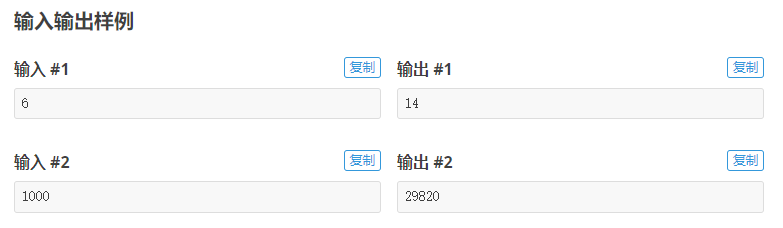 输入输出样例
输入 #1 复制 输出 #1 复制
6 14
输入 #2 复制 输出 #2 复制
1000 29820